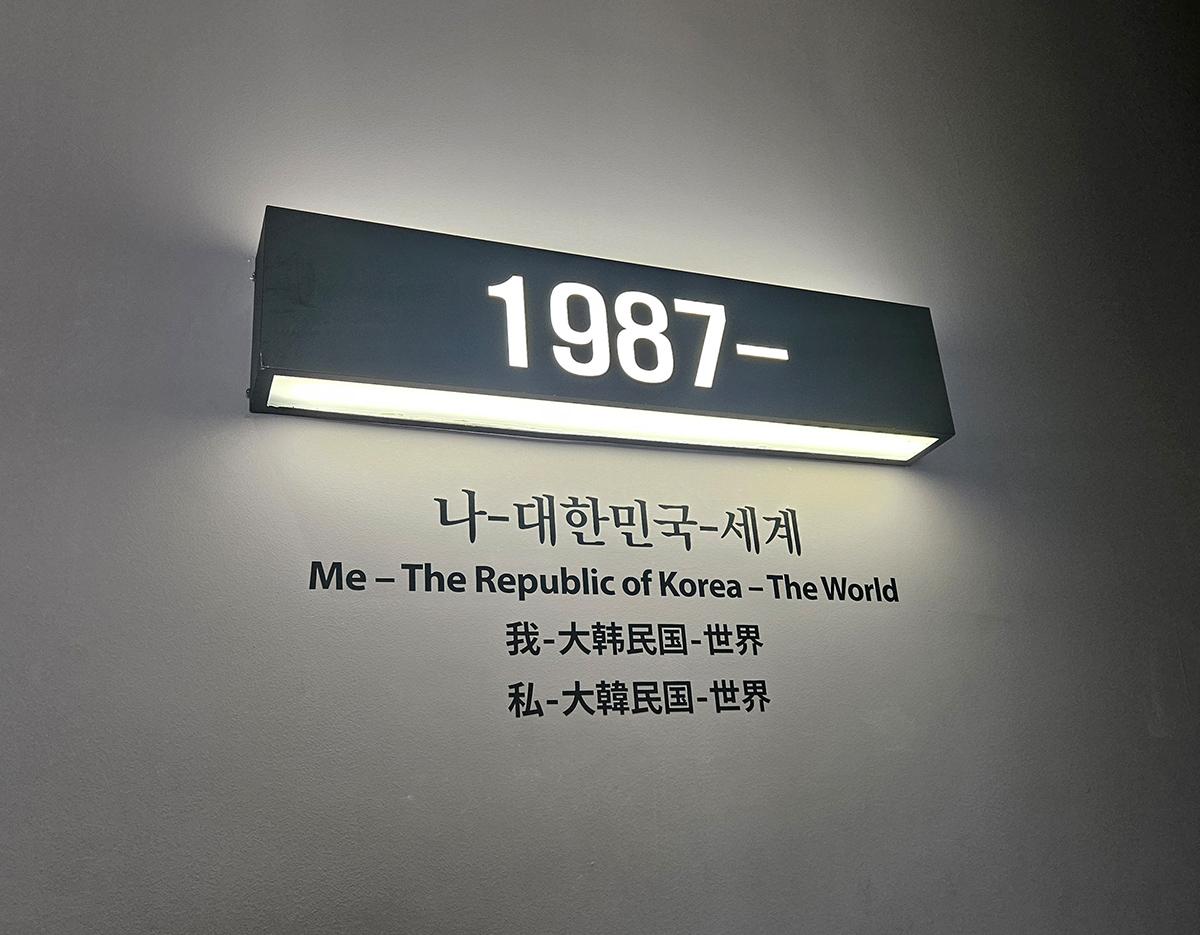 1987–
나-대한민국-세계
Me – The Republic of Korea – The World
我-大韩民国-世界
私-大韓民国-世界